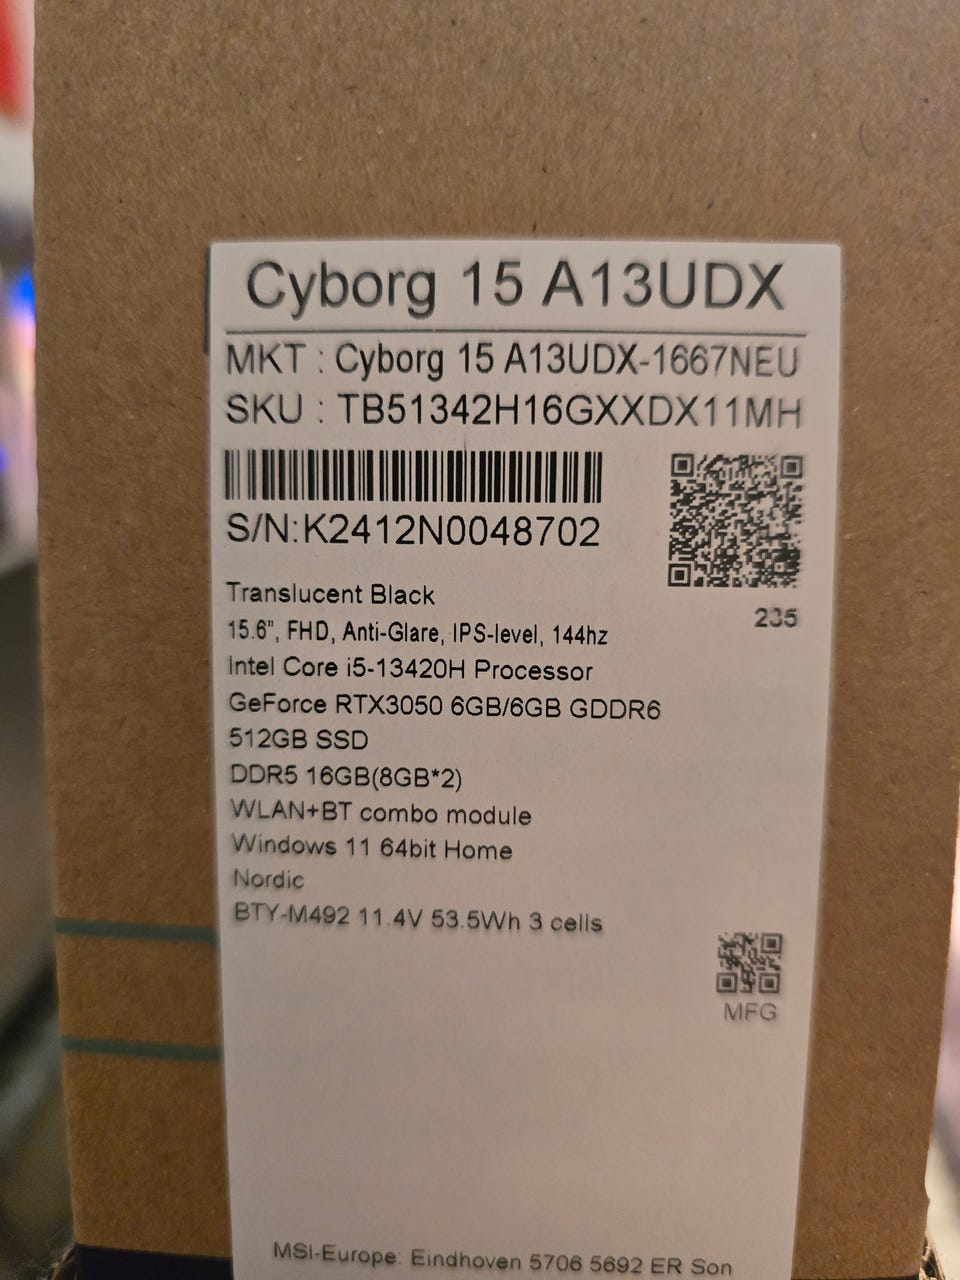 Cyborg 15 A13UDX
MKT : Cyborg 15 A13UDX-1667NEU
SKU : TB51342H16GXXDX11MH
S/N:K2412N0048702
235
Translucent Black
15.6”, FHD, Anti-Glare, IPS-level, 144hz
Intel Core i5-13420H Processor
GeForce RTX3050 6GB/6GB GDDR6
512GB SSD
DDR5 16GB(8GB*2)
WLAN+BT combo module
Windows 11 64bit Home
Nordic
BTY-M492 11.4V 53.5Wh 3 cells
MFG
MSI-Europe: Eindhoven 5706 5692 ER Son